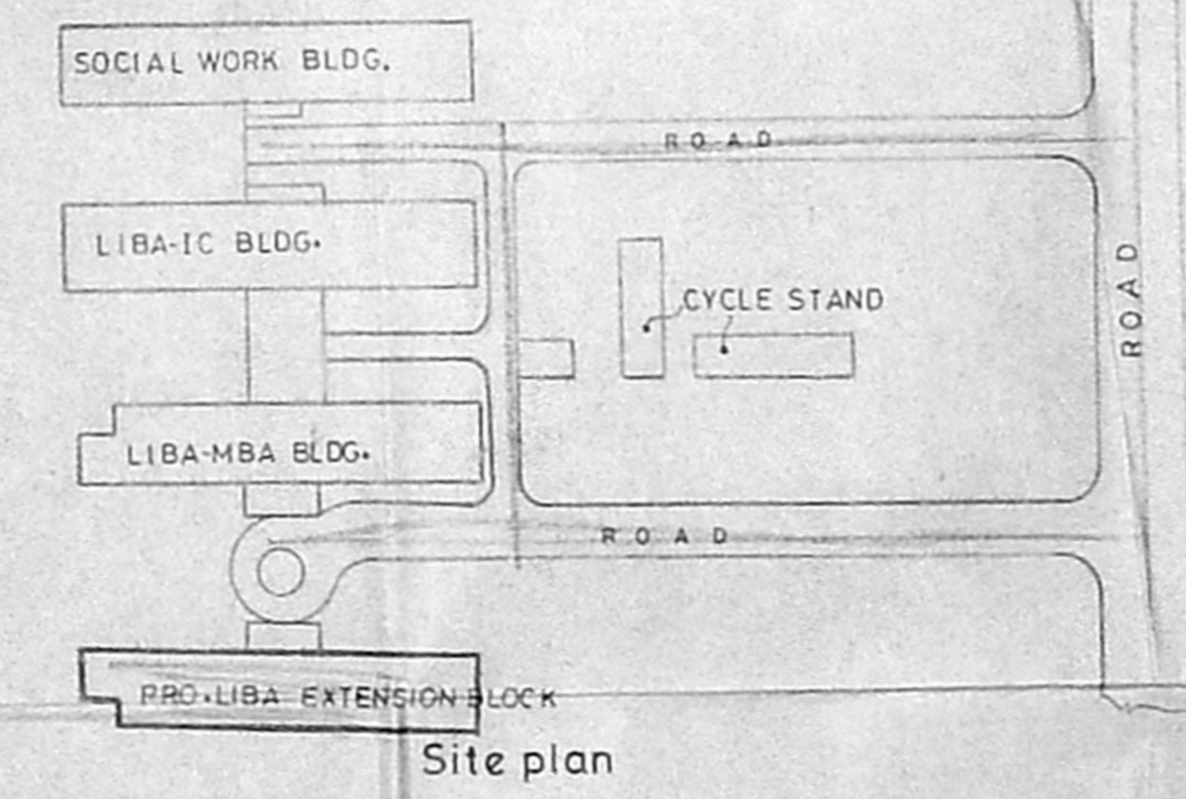 SOCIAL WORK BLDG.
ROAD
LIBA-IC BLDG.
ROAD
CYCLE STAND
LIBA-MBA BLDG.
ROAD
PRO.LIBA EXTENSION BLOCK
Site plan